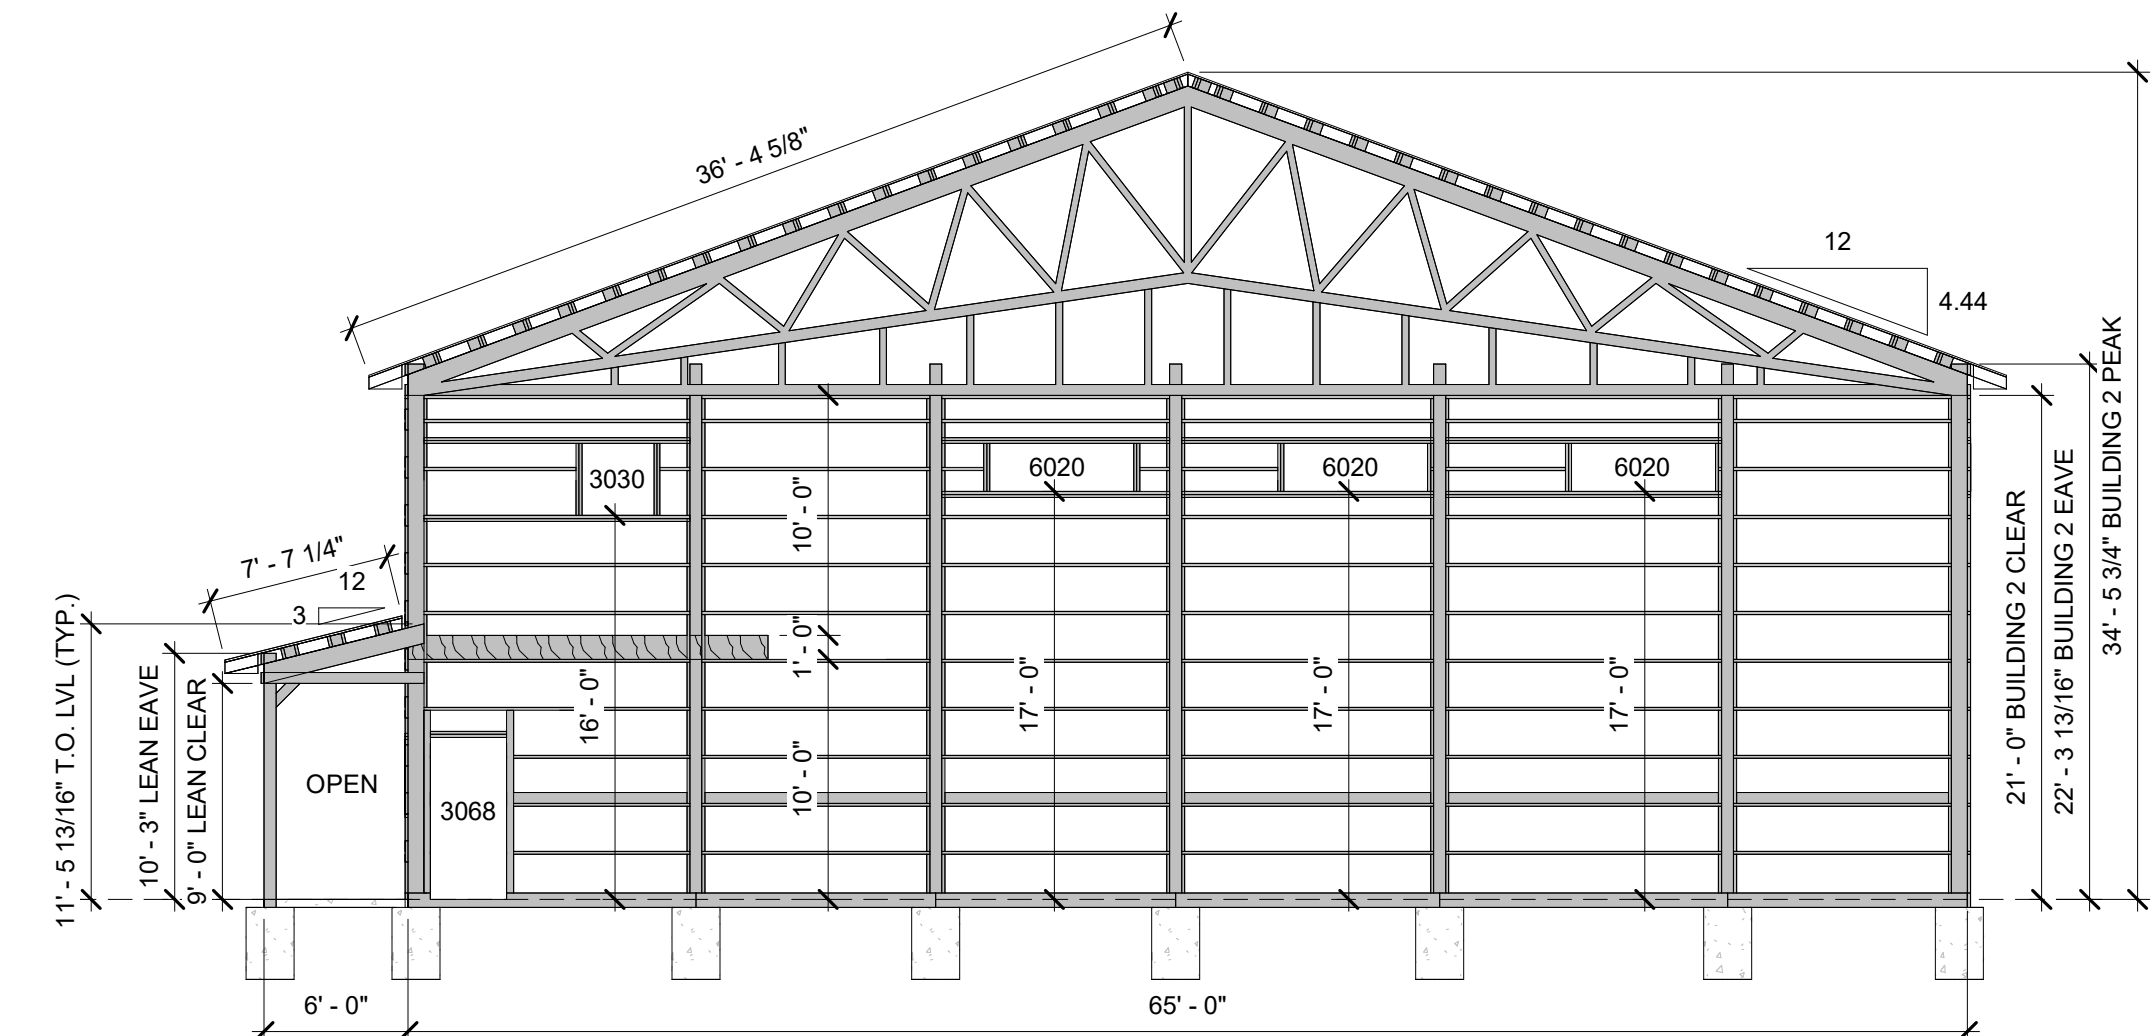 36' - 4 5/8"
12
4.44
3030
6020
6020
6020
10' - 0"
7' - 7 1/4"
12
3
1' - 0"
16' - 0"
17' - 0"
17' - 0"
17' - 0"
10' - 0"
OPEN
3068
11' - 5 13/16" T.O. LVL (TYP.)
10' - 3" LEAN EAVE
9' - 0" LEAN CLEAR
21' - 0" BUILDING 2 CLEAR
22' - 3 13/16" BUILDING 2 EAVE
34' - 5 3/4" BUILDING 2 PEAK
6' - 0"
65' - 0"